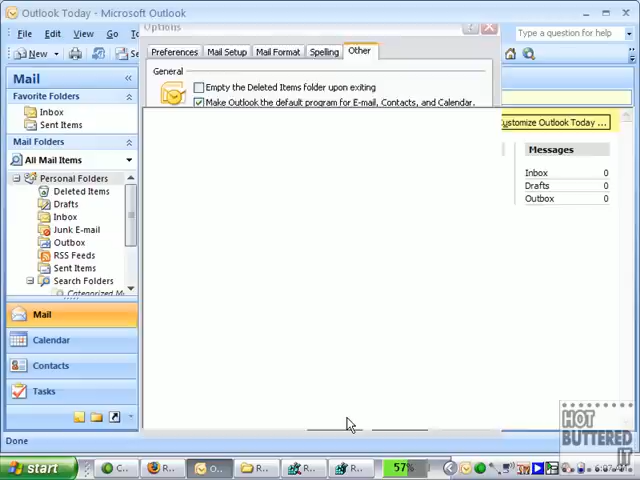 Outlook Today - Microsoft Outlook
Options
File Edit View Go
Type a question for help
New
Preferences Mail Setup Mail Format Spelling Other
General
Empty the Deleted Items folder upon exiting
Make Outlook the default program for E-mail, Contacts, and Calendar.
Mail
Favorite Folders
Inbox
Sent Items
Mail Folders
All Mail Items
Personal Folders
Deleted Items
Drafts
Inbox
Junk E-mail
Outbox
RSS Feeds
Sent Items
Search Folders
Categorized M
ustomize Outlook Today ...
Messages
Inbox 0
Drafts 0
Outbox 0
Mail
Calendar
Contacts
Tasks
Done
HOT
BUTTERED
IT
start C... R... O... R... R... R... 57%